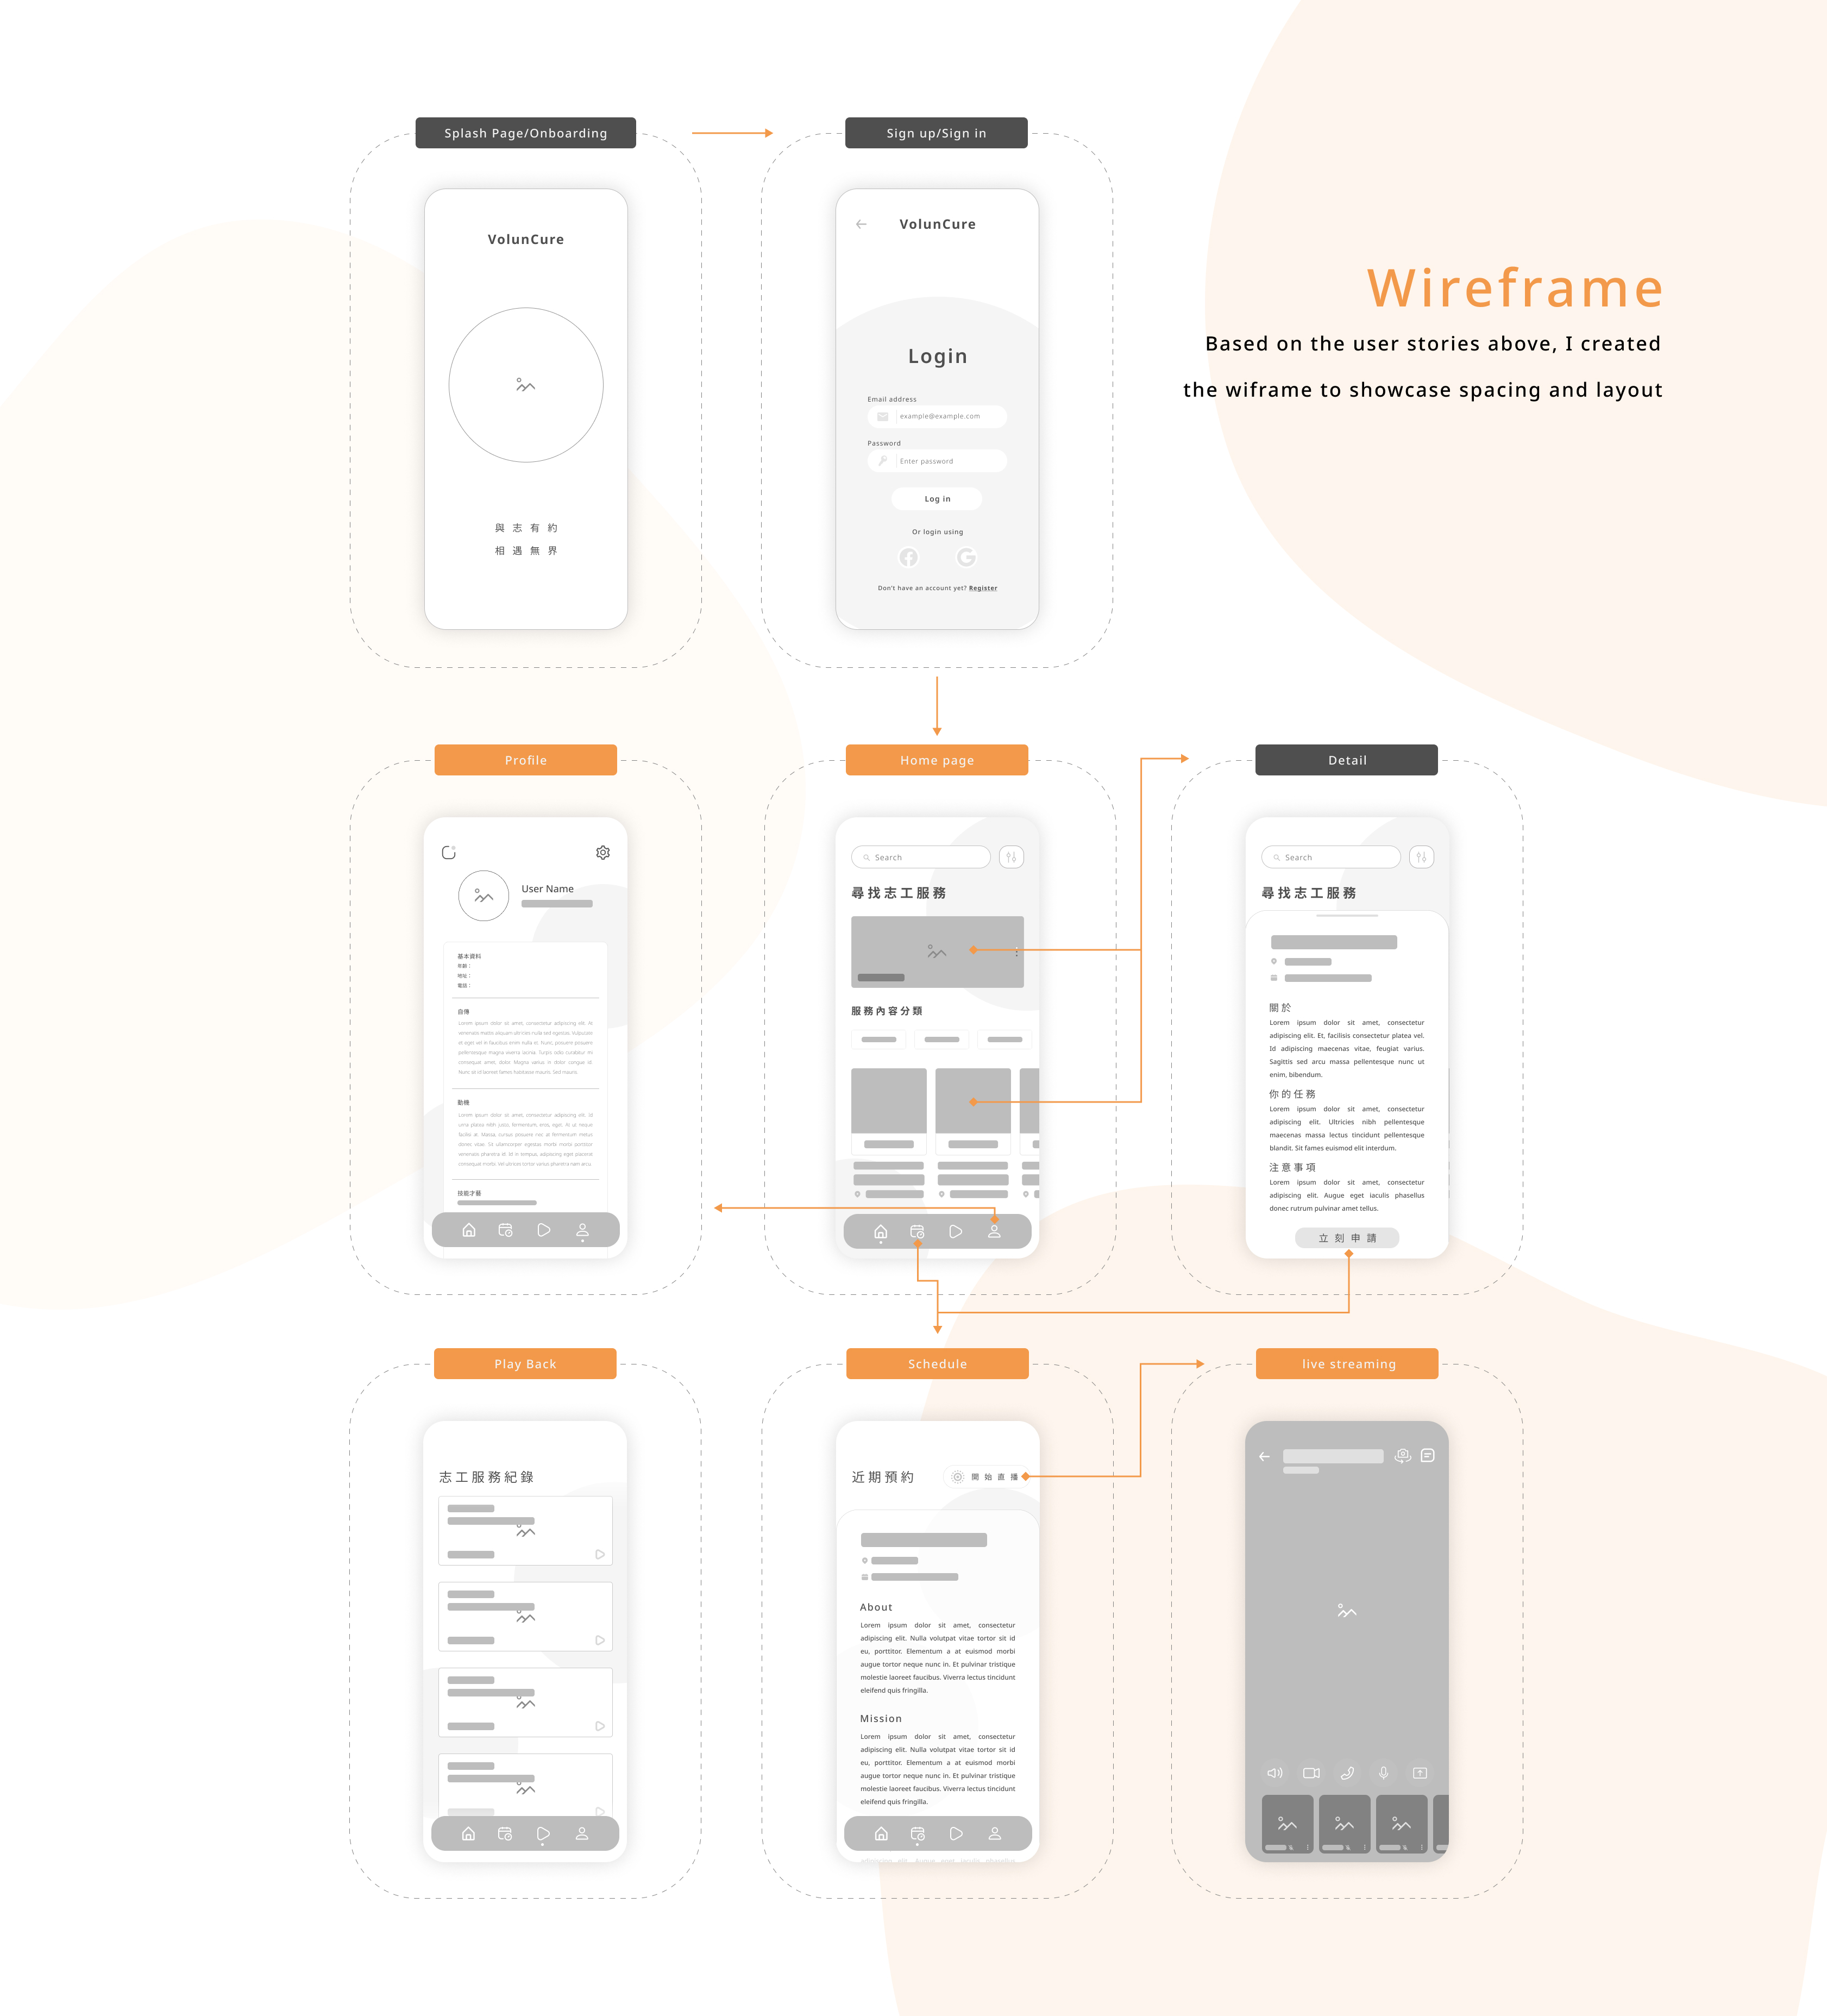 Splash Page/Onboarding
Sign up/Sign in
VolunCure
與志有約
相遇無界
VolunCure
Login
Email address
example@example.com
Password
Enter password
Log in
Or login using
Don't have an account yet? Register
Wireframe
Based on the user stories above, I created
the wiframe to showcase spacing and layout
Profile
Home page
Detail
User Name
基本資料
年齡：
地址：
電話：
自傳
動機
技能才藝
Search
尋找志工服務
服務內容分類
Search
尋找志工服務
關於
Lorem ipsum dolor sit amet, consectetur
adipiscing elit. Et, facilisis consectetur platea vel.
Id adipiscing maecenas vitae, feugiat varius.
Sagittis sed arcu massa pellentesque nunc ut
enim, bibendum.
你的任務
Lorem ipsum dolor sit amet, consectetur
adipiscing elit. Ultricies nibh pellentesque
maecenas massa lectus tincidunt pellentesque
blandit. Sit fames euismod elit interdum.
注意事項
Lorem ipsum dolor sit amet, consectetur
adipiscing elit. Augue eget iaculis phasellus
donec rutrum pulvinar amet tellus.
立刻申請
Play Back
Schedule
live streaming
志工服務紀錄
近期預約
開始直播
About
Lorem ipsum dolor sit amet, consectetur
adipiscing elit. Nulla volutpat vitae tortor sit id
eu, porttitor. Elementum a at euismod morbi
augue tortor neque nunc in. Et pulvinar tristique
molestie laoreet faucibus. Viverra lectus tincidunt
eleifend quis fringilla.
Mission
Lorem ipsum dolor sit amet, consectetur
adipiscing elit. Nulla volutpat vitae tortor sit id
eu, porttitor. Elementum a at euismod morbi
augue tortor neque nunc in. Et pulvinar tristique
molestie laoreet faucibus. Viverra lectus tincidunt
eleifend quis fringilla.